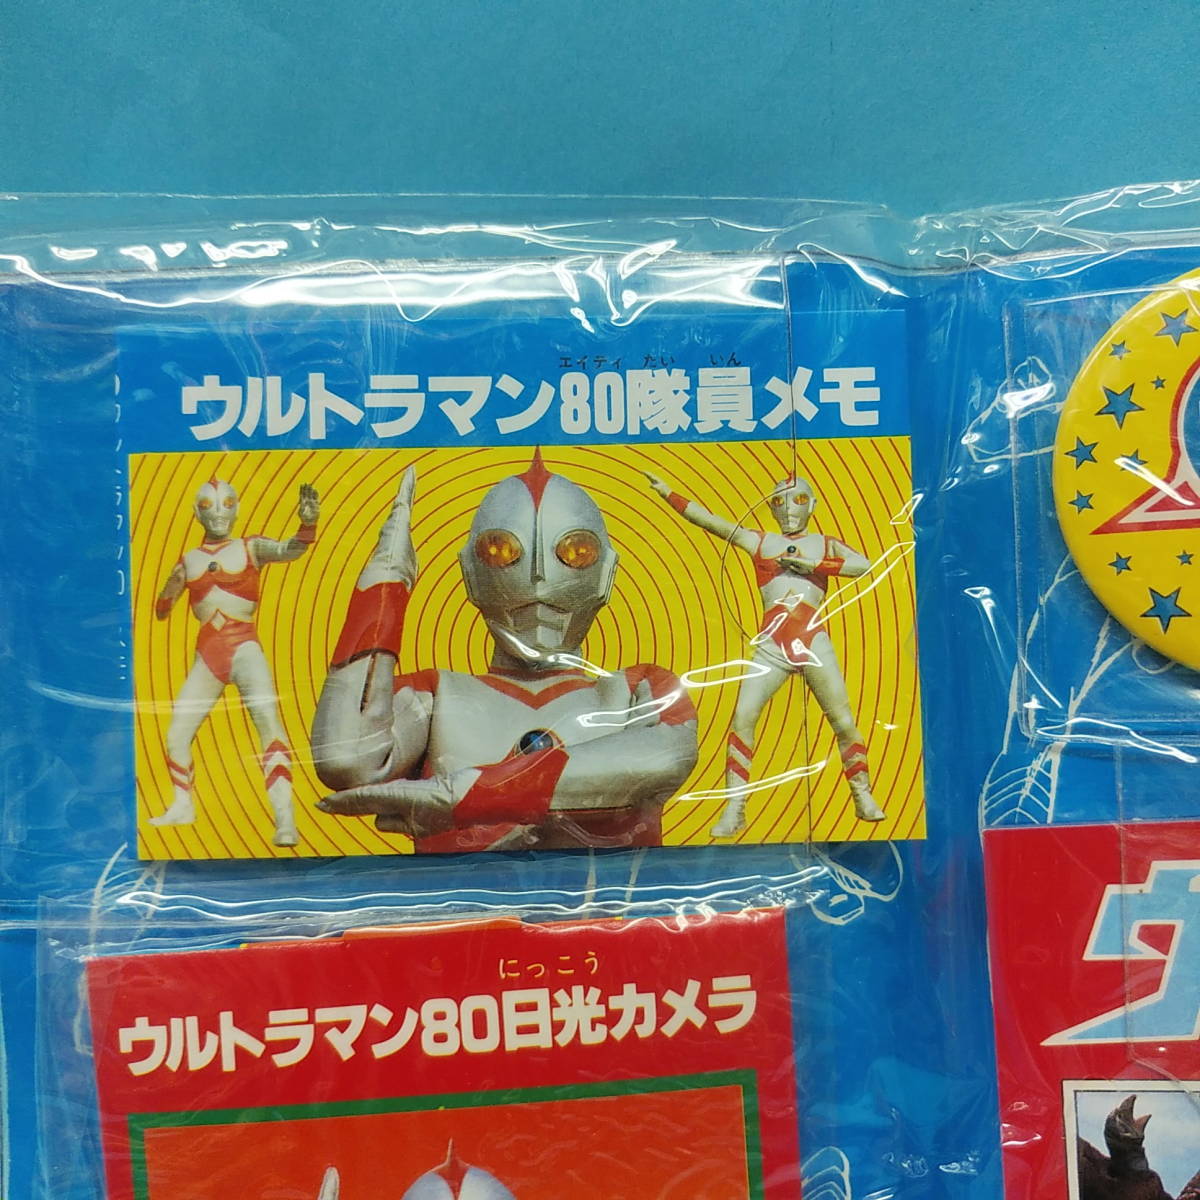 エイティ たい いん
ウルトラマン80隊員メモ
にっこう
ウルトラマン80日光カメラ
ウ